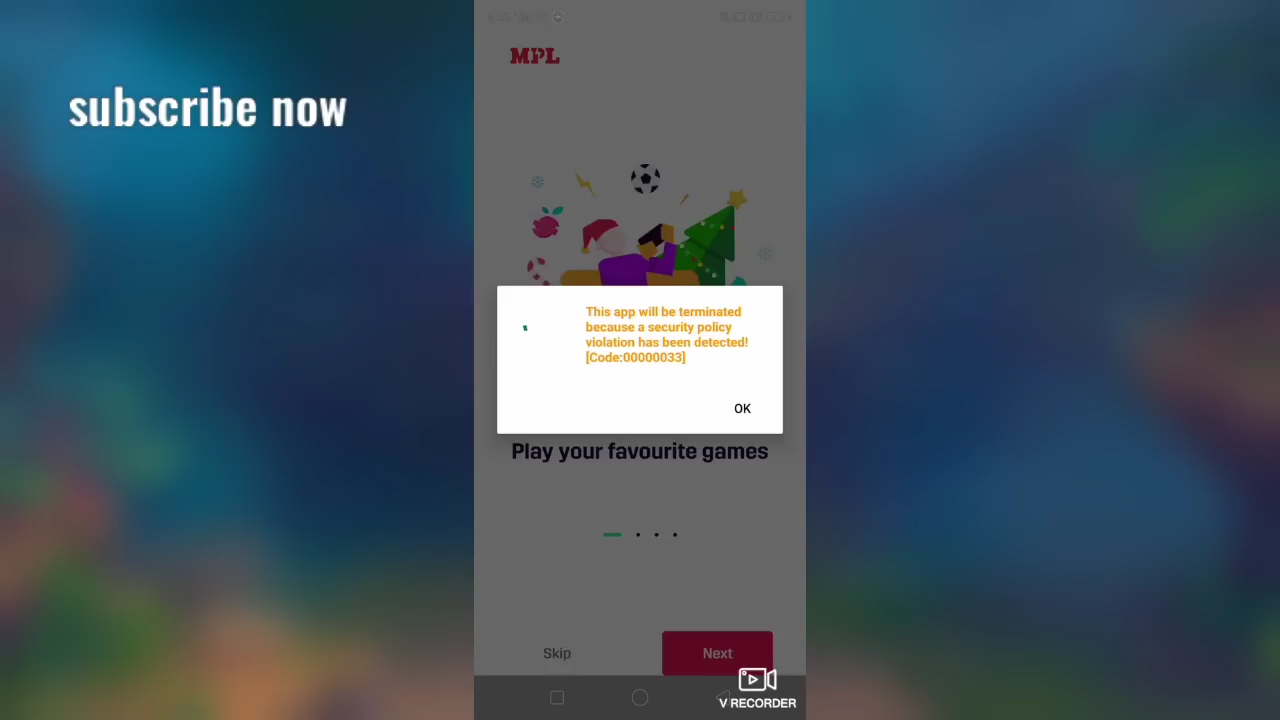 subscribe now
MPL
This app will be terminated
because a security policy
violation has been detected!
[Code:00000033]
OK
Play your favourite games
Skip
Next
V RECORDER